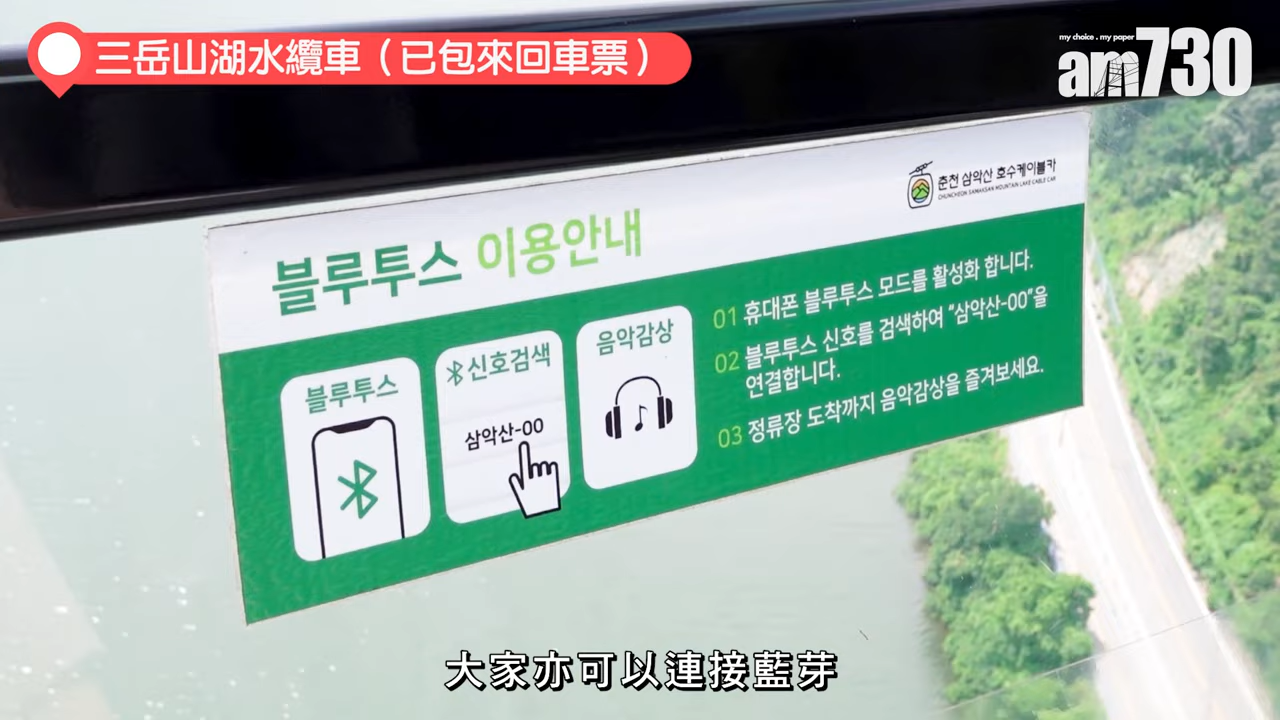 三岳山湖水纜車（已包來回車票）
my choice . my paper
am730
춘천 삼악산 호수케이블카
CHUNCHEON SAMAKSAN MOUNTAIN LAKE CABLE CAR
블루투스 이용안내
블루투스
신호검색
삼악산-00
음악감상
01 휴대폰 블루투스 모드를 활성화 합니다.
02 블루투스 신호를 검색하여 "삼악산-00"을
연결합니다.
03 정류장 도착까지 음악감상을 즐겨보세요.
大家亦可以連接藍芽